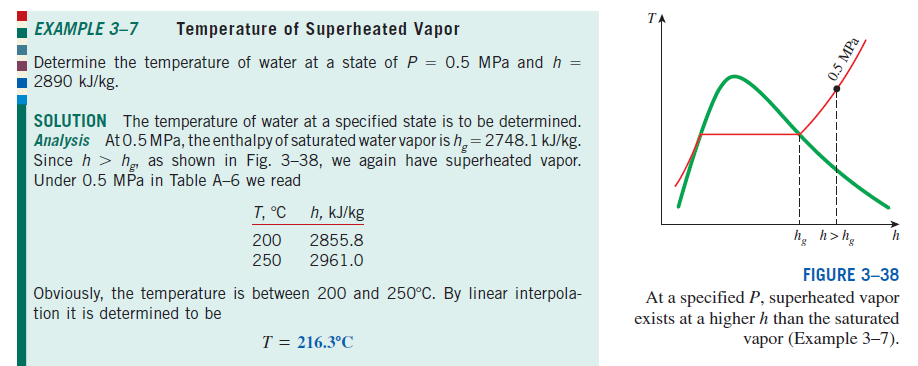 EXAMPLE 3–7 Temperature of Superheated Vapor
Determine the temperature of water at a state of P = 0.5 MPa and h =
2890 kJ/kg.
SOLUTION The temperature of water at a specified state is to be determined.
Analysis At 0.5 MPa, the enthalpy of saturated water vapor is hg = 2748.1 kJ/kg.
Since h > hg, as shown in Fig. 3–38, we again have superheated vapor.
Under 0.5 MPa in Table A–6 we read
T, °C h, kJ/kg
200 2855.8
250 2961.0
Obviously, the temperature is between 200 and 250°C. By linear interpola-
tion it is determined to be
T = 216.3°C
T
0.5 MPa
hg h > hg h
FIGURE 3–38
At a specified P, superheated vapor
exists at a higher h than the saturated
vapor (Example 3–7).